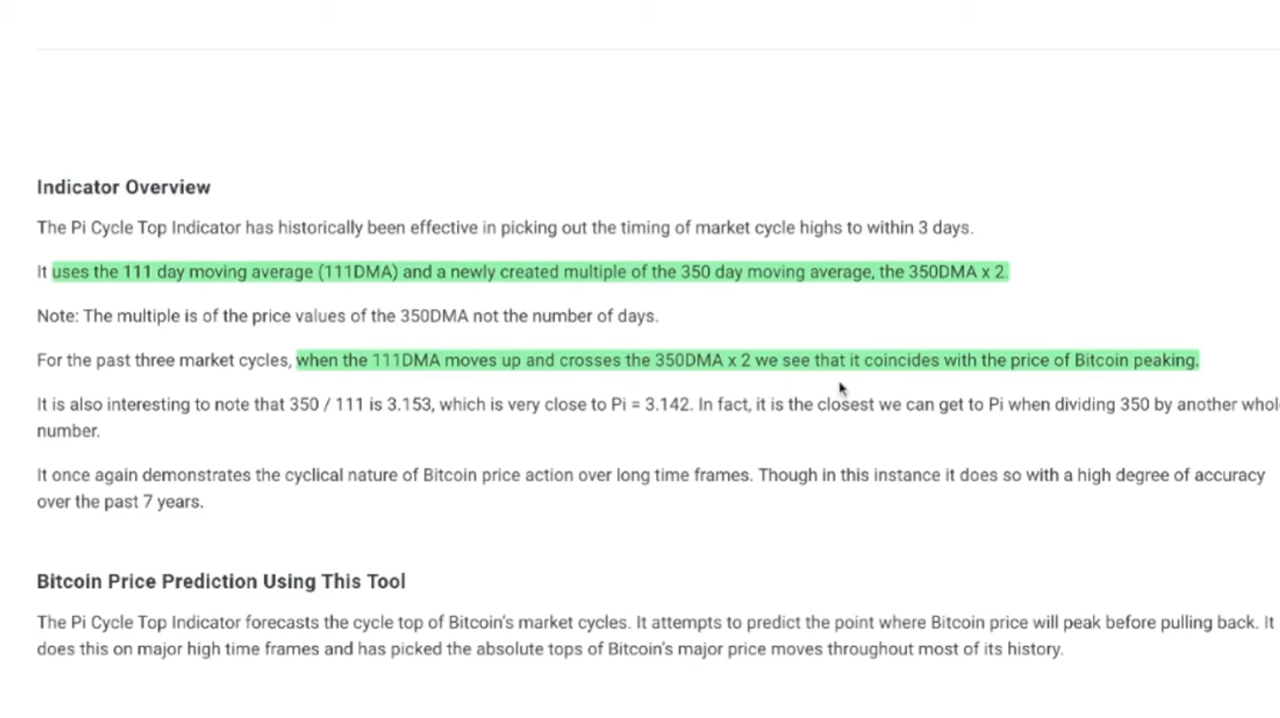 Indicator Overview
The Pi Cycle Top Indicator has historically been effective in picking out the timing of market cycle highs to within 3 days.
It uses the 111 day moving average (111DMA) and a newly created multiple of the 350 day moving average, the 350DMA x 2.
Note: The multiple is of the price values of the 350DMA not the number of days.
For the past three market cycles, when the 111DMA moves up and crosses the 350DMA x 2 we see that it coincides with the price of Bitcoin peaking.
It is also interesting to note that 350 / 111 is 3.153, which is very close to Pi = 3.142. In fact, it is the closest we can get to Pi when dividing 350 by another whol
number.
It once again demonstrates the cyclical nature of Bitcoin price action over long time frames. Though in this instance it does so with a high degree of accuracy
over the past 7 years.
Bitcoin Price Prediction Using This Tool
The Pi Cycle Top Indicator forecasts the cycle top of Bitcoin's market cycles. It attempts to predict the point where Bitcoin price will peak before pulling back. It
does this on major high time frames and has picked the absolute tops of Bitcoin's major price moves throughout most of its history.